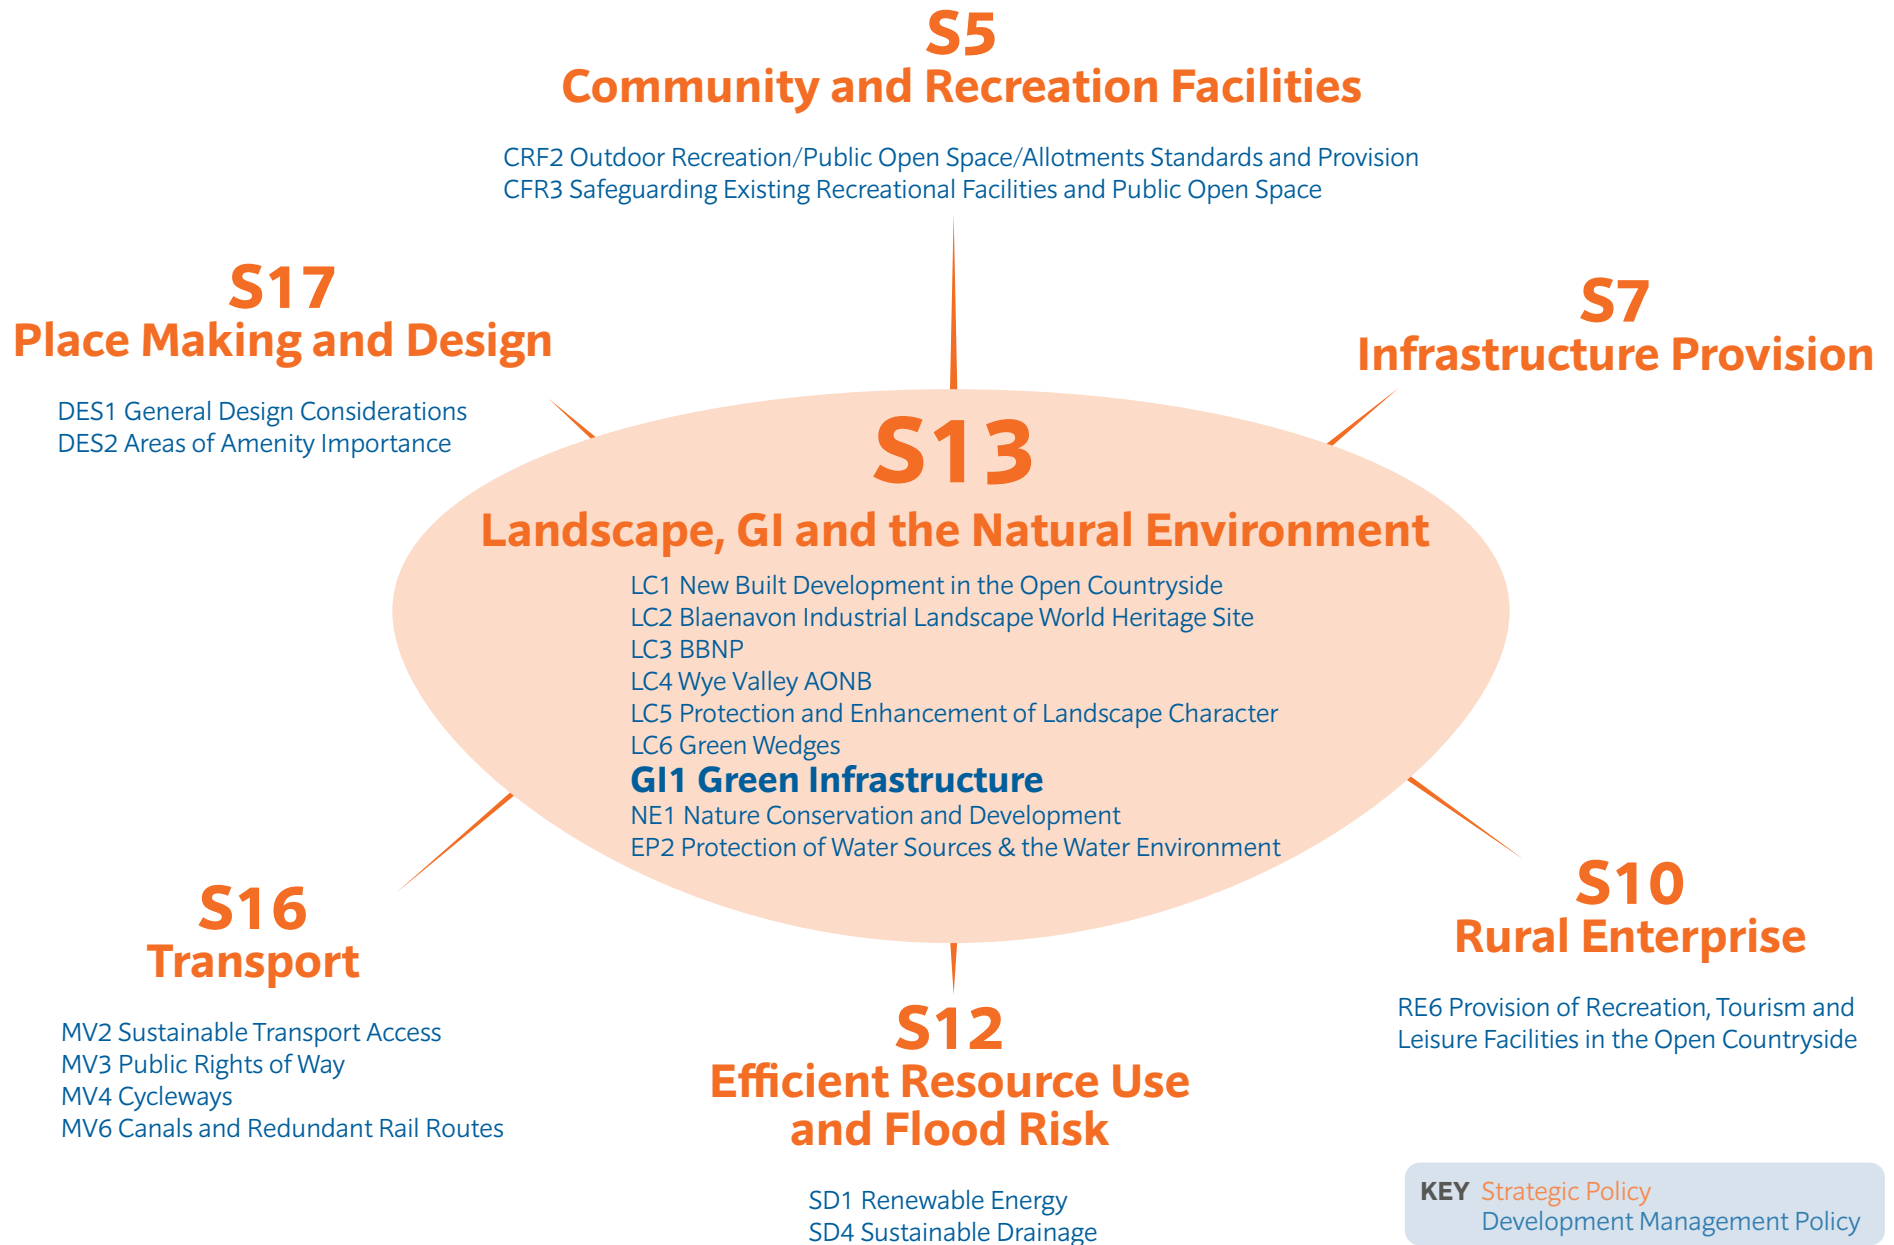 S5
Community and Recreation Facilities
CRF2 Outdoor Recreation/Public Open Space/Allotments Standards and Provision
CFR3 Safeguarding Existing Recreational Facilities and Public Open Space
S17
Place Making and Design
DES1 General Design Considerations
DES2 Areas of Amenity Importance
S7
Infrastructure Provision
S13
Landscape, GI and the Natural Environment
LC1 New Built Development in the Open Countryside
LC2 Blaenavon Industrial Landscape World Heritage Site
LC3 BBNP
LC4 Wye Valley AONB
LC5 Protection and Enhancement of Landscape Character
LC6 Green Wedges
GI1 Green Infrastructure
NE1 Nature Conservation and Development
EP2 Protection of Water Sources & the Water Environment
S16
Transport
MV2 Sustainable Transport Access
MV3 Public Rights of Way
MV4 Cycleways
MV6 Canals and Redundant Rail Routes
S12
Efficient Resource Use
and Flood Risk
SD1 Renewable Energy
SD4 Sustainable Drainage
S10
Rural Enterprise
RE6 Provision of Recreation, Tourism and
Leisure Facilities in the Open Countryside
KEY Strategic Policy
Development Management Policy